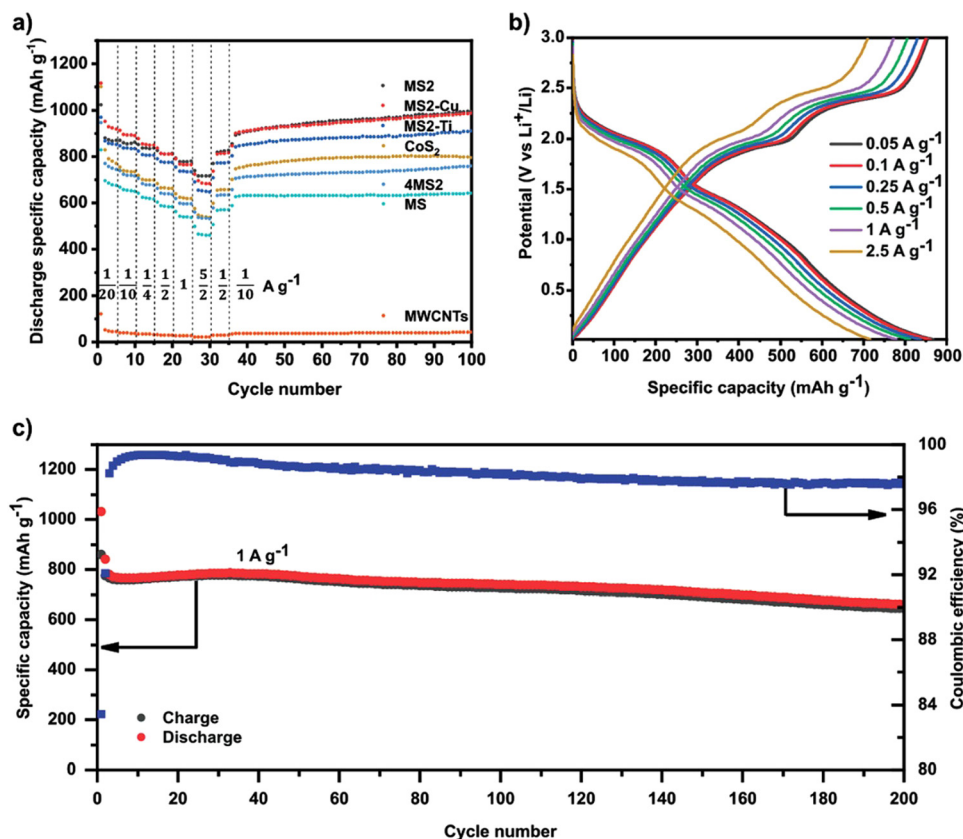 a)
Discharge specific capacity (mAh g⁻¹)
1200
1000
800
600
400
200
0
MS2
MS2-Cu
MS2-Ti
CoS₂
4MS2
MS
MWCNTs
1/20 1/10 1/4 1/2 1 5/2 1/2 1/10 A g⁻¹
0 20 40 60 80 100
Cycle number
b)
Potential (V vs Li⁺/Li)
3.0
2.5
2.0
1.5
1.0
0.5
0.05 A g⁻¹
0.1 A g⁻¹
0.25 A g⁻¹
0.5 A g⁻¹
1 A g⁻¹
2.5 A g⁻¹
0 100 200 300 400 500 600 700 800 900
Specific capacity (mAh g⁻¹)
c)
Specific capacity (mAh g⁻¹)
1200
1000
800
600
400
200
0
1 A g⁻¹
Charge
Discharge
100
96
92
88
84
80
Coulombic efficiency (%)
0 20 40 60 80 100 120 140 160 180 200
Cycle number